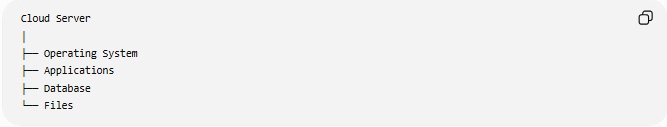 Cloud Server
│
├── Operating System
├── Applications
├── Database
└── Files